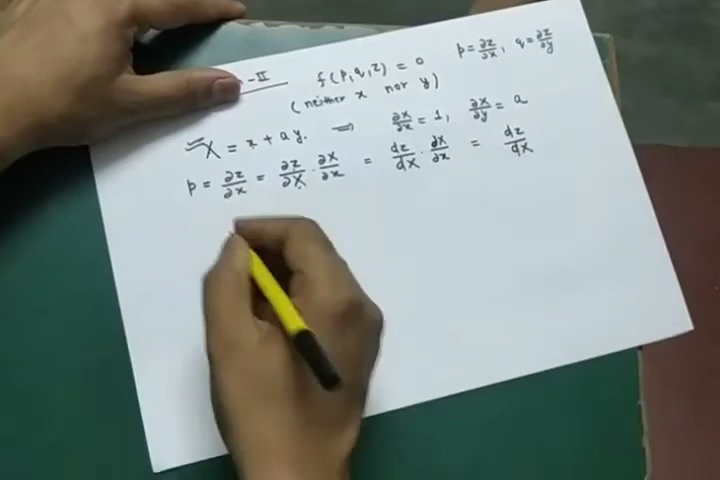 -II f(p,q,z) = 0 p = ∂z/∂x, q = ∂z/∂y
(neither x nor y)
X = x + ay. ⇒ ∂X/∂x = 1, ∂X/∂y = a
p = ∂z/∂x = ∂z/∂X · ∂X/∂x = dz/dX · ∂X/∂x = dz/dX